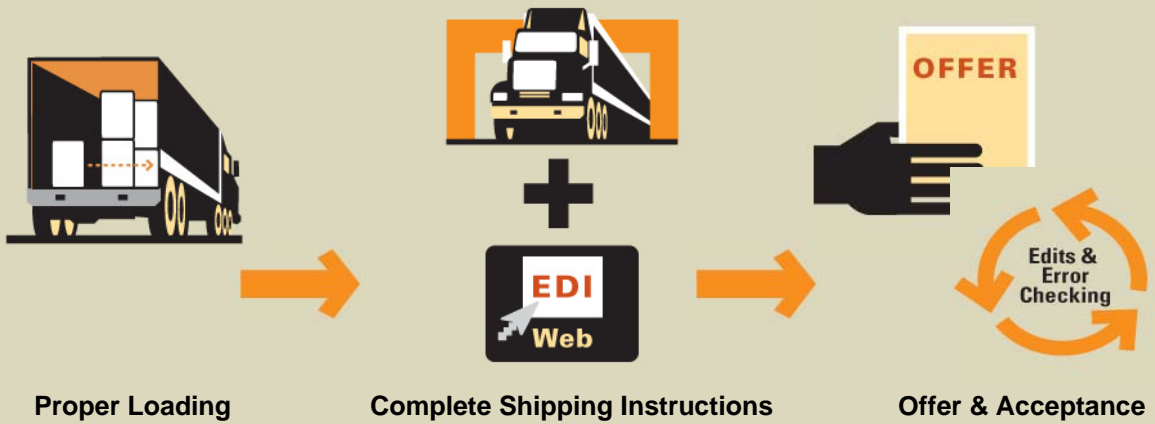 OFFER
EDI
Web
Edits &
Error
Checking
Proper Loading
Complete Shipping Instructions
Offer & Acceptance